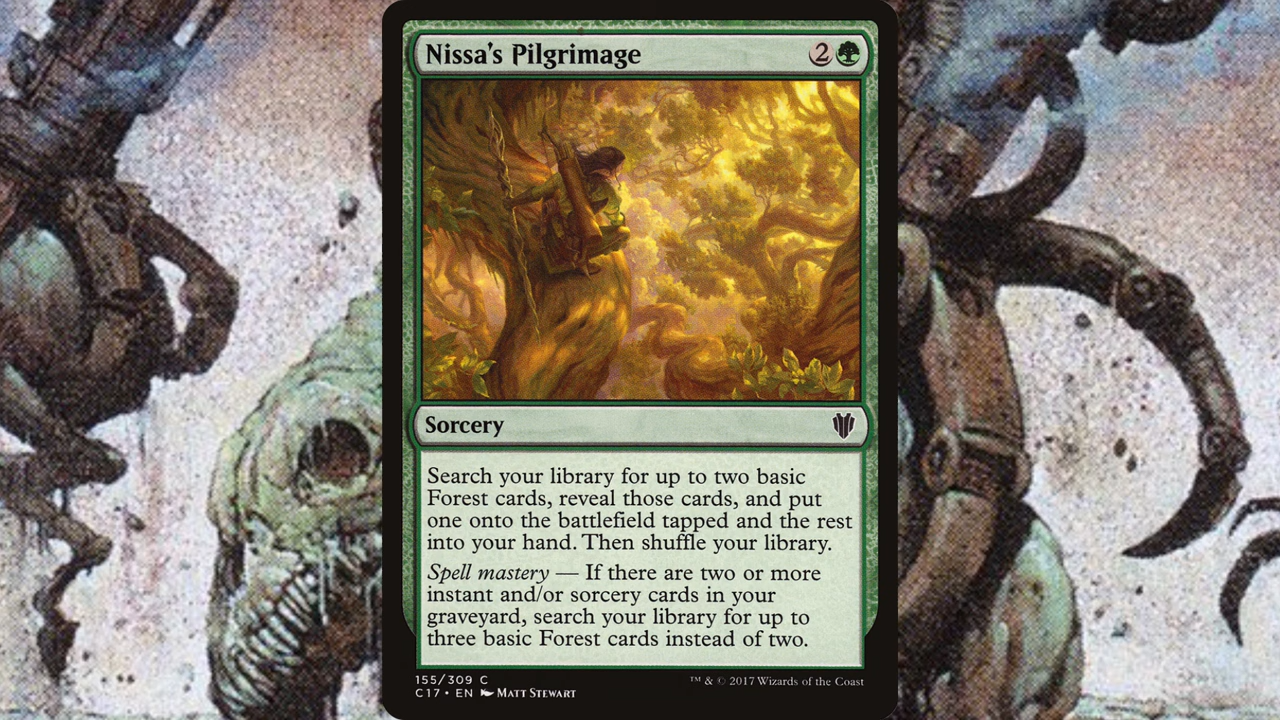 Nissa's Pilgrimage 2
Sorcery
Search your library for up to two basic
Forest cards, reveal those cards, and put
one onto the battlefield tapped and the rest
into your hand. Then shuffle your library.
Spell mastery — If there are two or more
instant and/or sorcery cards in your
graveyard, search your library for up to
three basic Forest cards instead of two.
155/309 C
C17 • EN Matt Stewart
™ & © 2017 Wizards of the Coast